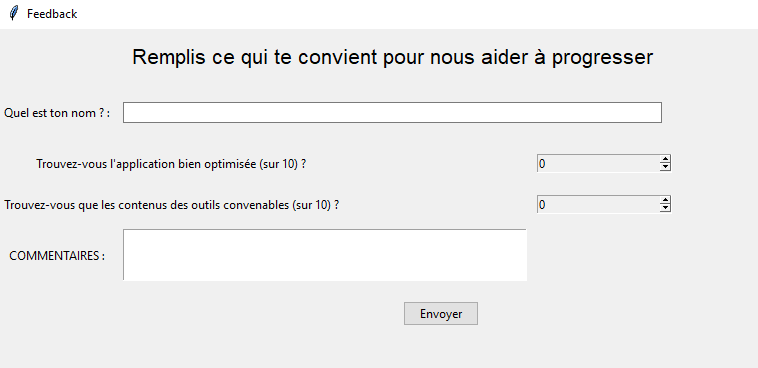 Feedback
Remplis ce qui te convient pour nous aider à progresser
Quel est ton nom ? :
Trouvez-vous l'application bien optimisée (sur 10) ?
0
Trouvez-vous que les contenus des outils convenables (sur 10) ?
0
COMMENTAIRES :
Envoyer